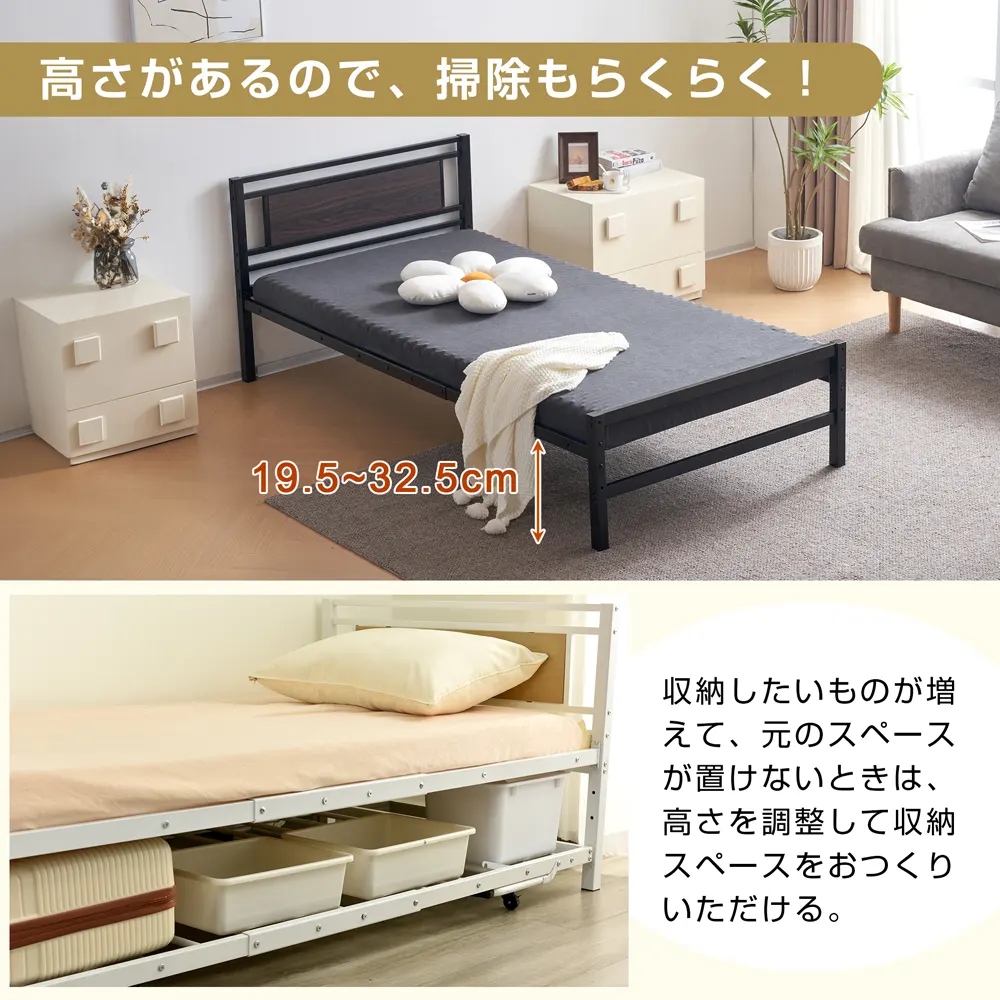 高さがあるので、掃除もらくらく！
19.5~32.5cm
収納したいものが増
えて、元のスペース
が置けないときは、
高さを調整して収納
スペースをおつくり
いただける。